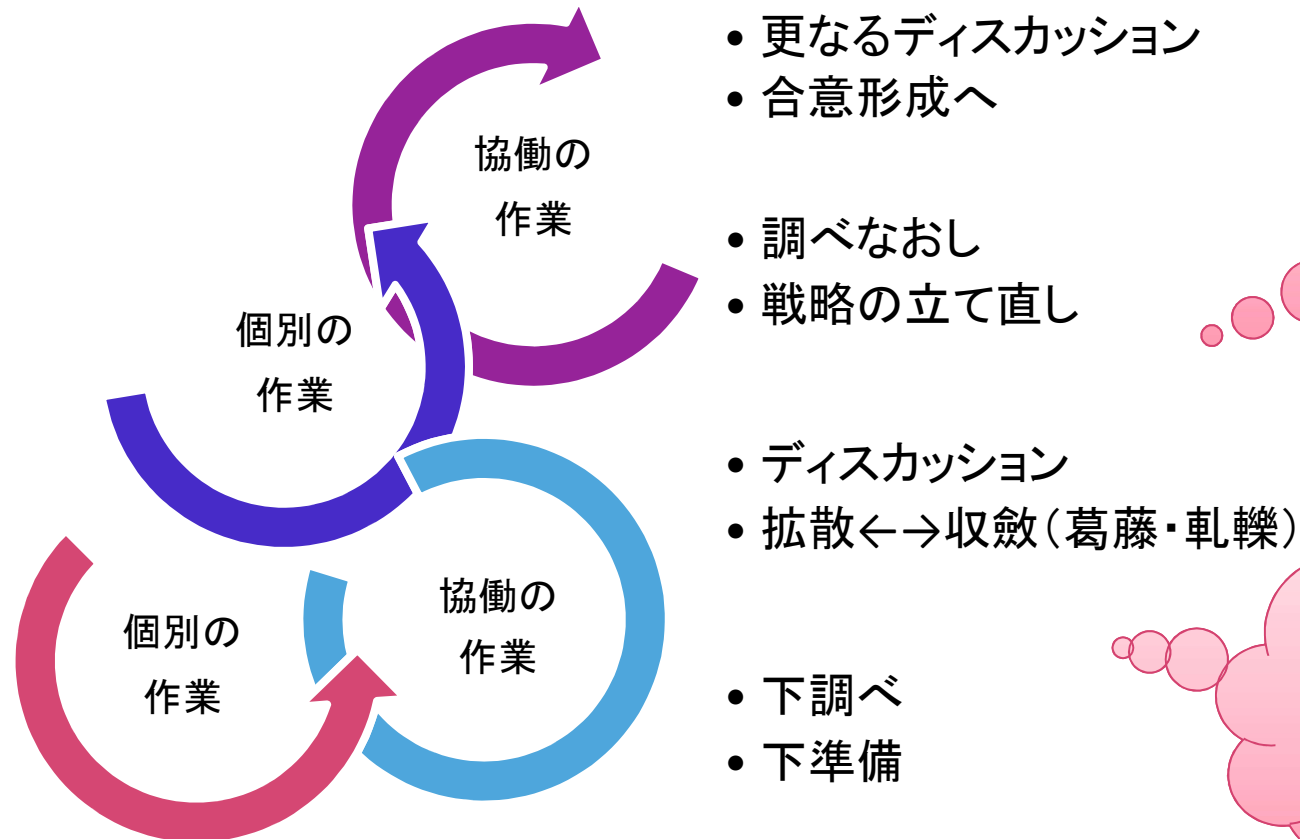 • 更なるディスカッション
• 合意形成へ
協働の
作業
• 調べなおし
• 戦略の立て直し
個別の
作業
• ディスカッション
• 拡散←→収斂(葛藤・軋轢)
協働の
作業
個別の
作業
• 下調べ
• 下準備